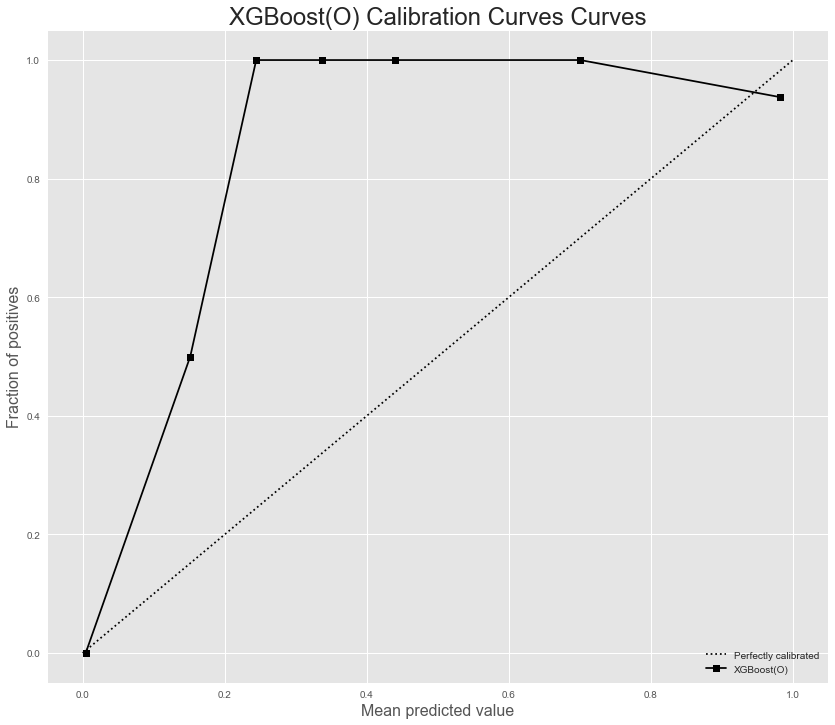 XGBoost(O) Calibration Curves Curves
Fraction of positives
1.0
0.8
0.6
0.4
0.2
0.0
0.0 0.2 0.4 0.6 0.8 1.0
Mean predicted value
Perfectly calibrated
XGBoost(O)